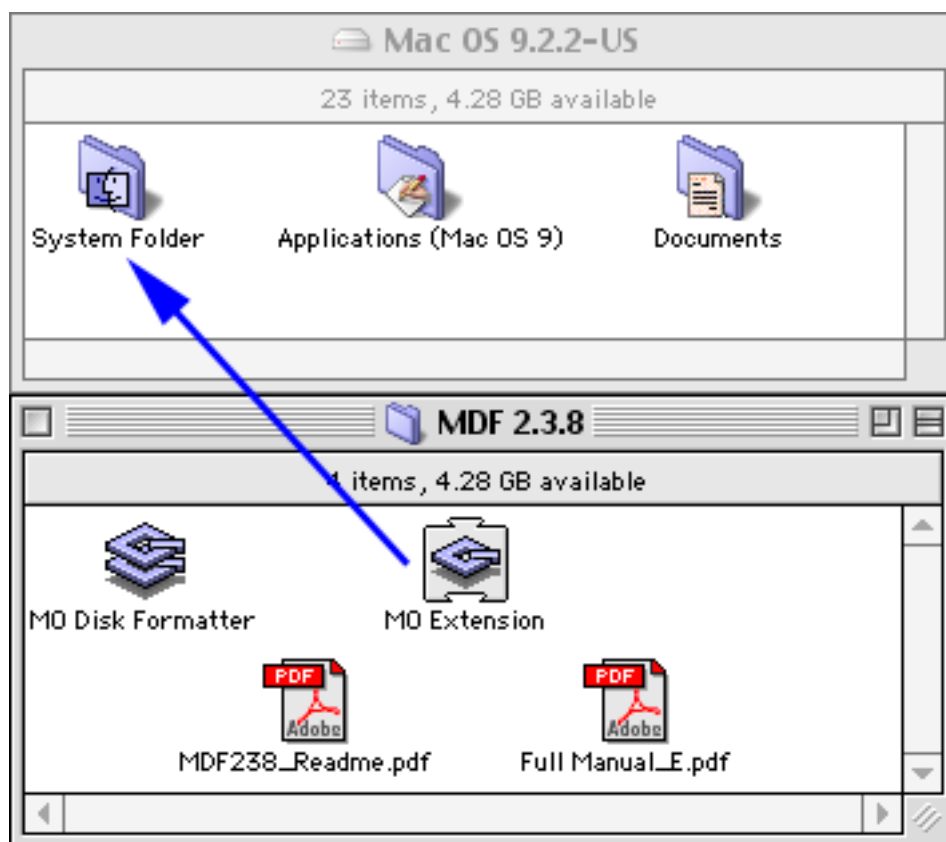 Mac OS 9.2.2-US
23 items, 4.28 GB available
System Folder
Applications (Mac OS 9)
Documents
MDF 2.3.8
4 items, 4.28 GB available
MO Disk Formatter
MO Extension
PDF
Adobe
PDF
Adobe
MDF238_Readme.pdf
Full Manual_E.pdf